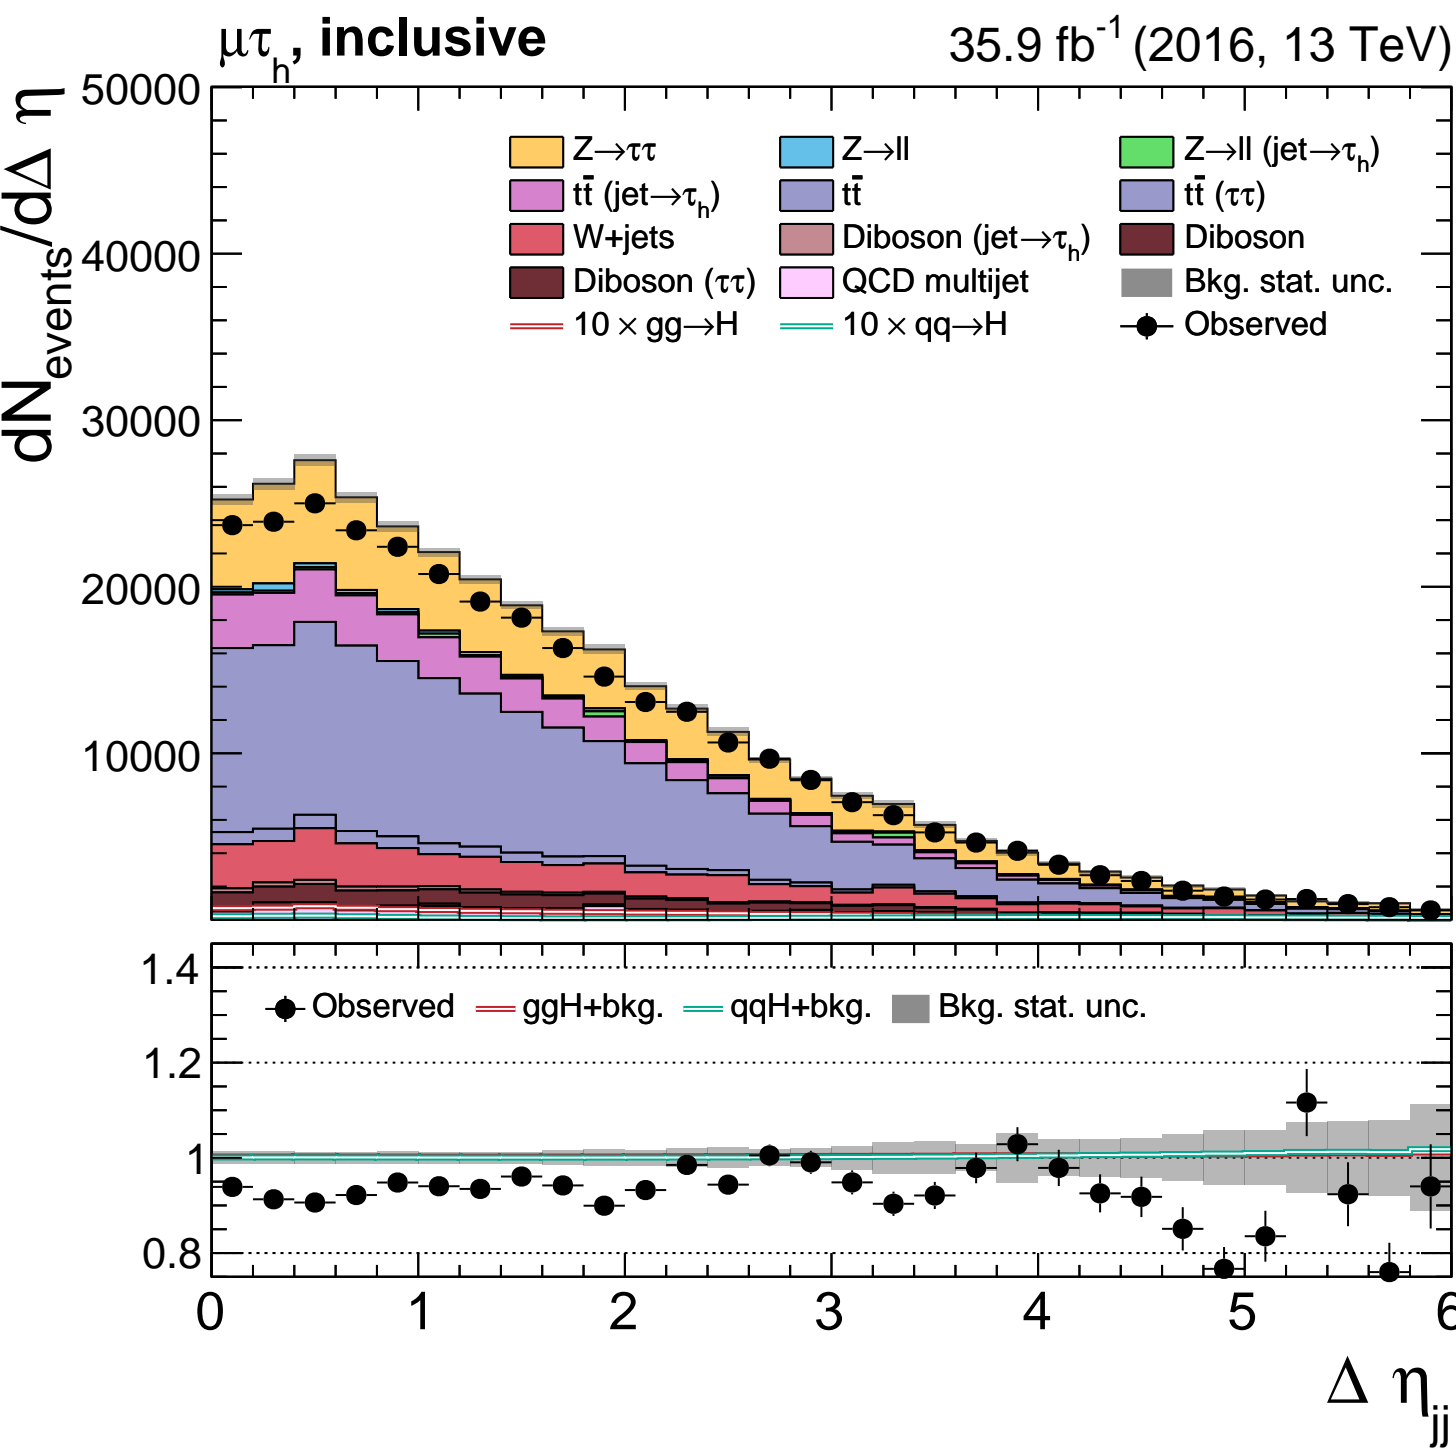 μτh, inclusive 35.9 fb-1 (2016, 13 TeV)
dNevents/dΔ η
50000
40000
30000
20000
10000
Z→ττ Z→ll Z→ll (jet→τh)
tt̄ (jet→τh) tt̄ tt̄ (ττ)
W+jets Diboson (jet→τh) Diboson
Diboson (ττ) QCD multijet Bkg. stat. unc.
10 × gg→H 10 × qq→H Observed
1.4
Observed ggH+bkg. qqH+bkg. Bkg. stat. unc.
1.2
1
0.8
0 1 2 3 4 5 6
Δ ηjj